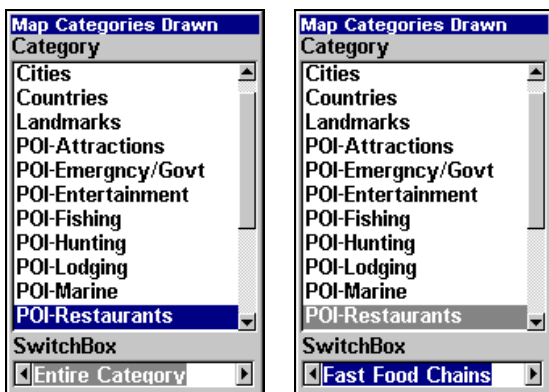 Map Categories Drawn
Category
Cities
Countries
Landmarks
POI-Attractions
POI-Emergncy/Govt
POI-Entertainment
POI-Fishing
POI-Hunting
POI-Lodging
POI-Marine
POI-Restaurants
SwitchBox
Entire Category
Map Categories Drawn
Category
Cities
Countries
Landmarks
POI-Attractions
POI-Emergncy/Govt
POI-Entertainment
POI-Fishing
POI-Hunting
POI-Lodging
POI-Marine
POI-Restaurants
SwitchBox
Fast Food Chains